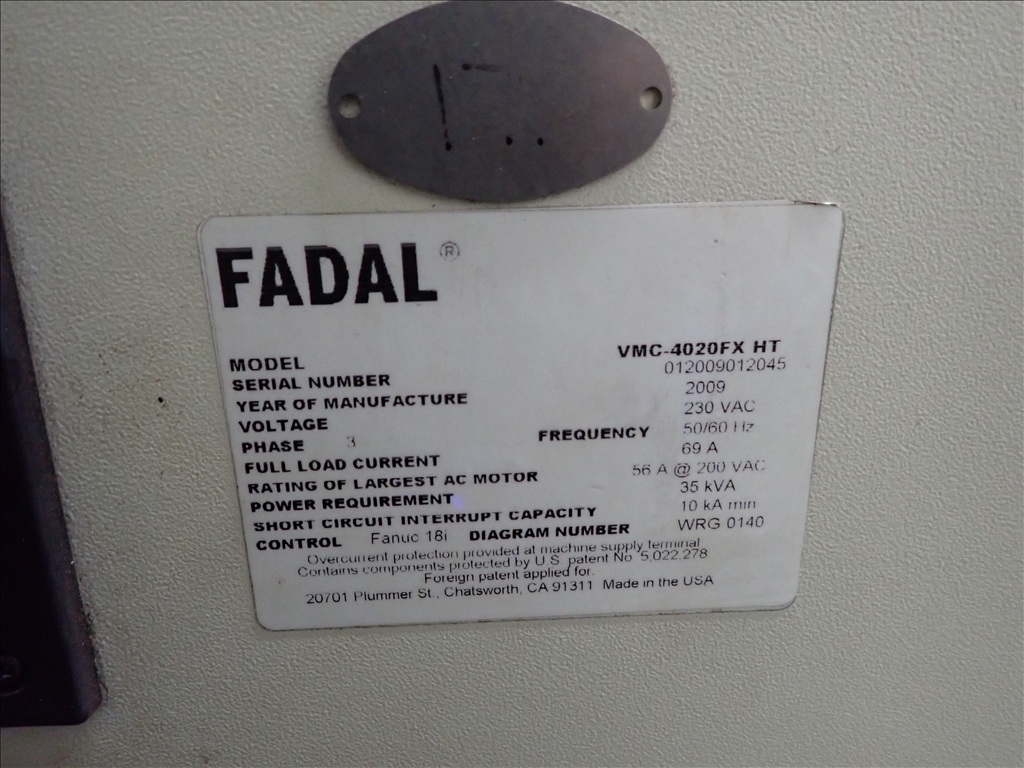 FADAL®
MODEL VMC-4020FX HT
SERIAL NUMBER 012009012045
YEAR OF MANUFACTURE 2009
VOLTAGE 230 VAC
PHASE 3 FREQUENCY 50/60 Hz
FULL LOAD CURRENT 69 A
RATING OF LARGEST AC MOTOR 56 A @ 200 VAC
POWER REQUIREMENT 35 kVA
SHORT CIRCUIT INTERRUPT CAPACITY 10 kA min
CONTROL Fanuc 18i DIAGRAM NUMBER WRG 0140
Overcurrent protection provided at machine supply terminal
Contains components protected by U.S. patent No. 5,022,278.
Foreign patent applied for.
20701 Plummer St., Chatsworth, CA 91311 Made in the USA